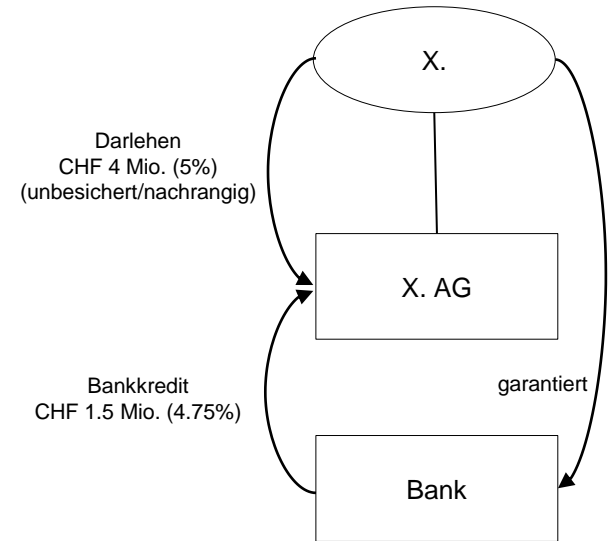 X.
Darlehen
CHF 4 Mio. (5%)
(unbesichert/nachrangig)
X. AG
Bankkredit
CHF 1.5 Mio. (4.75%)
garantiert
Bank